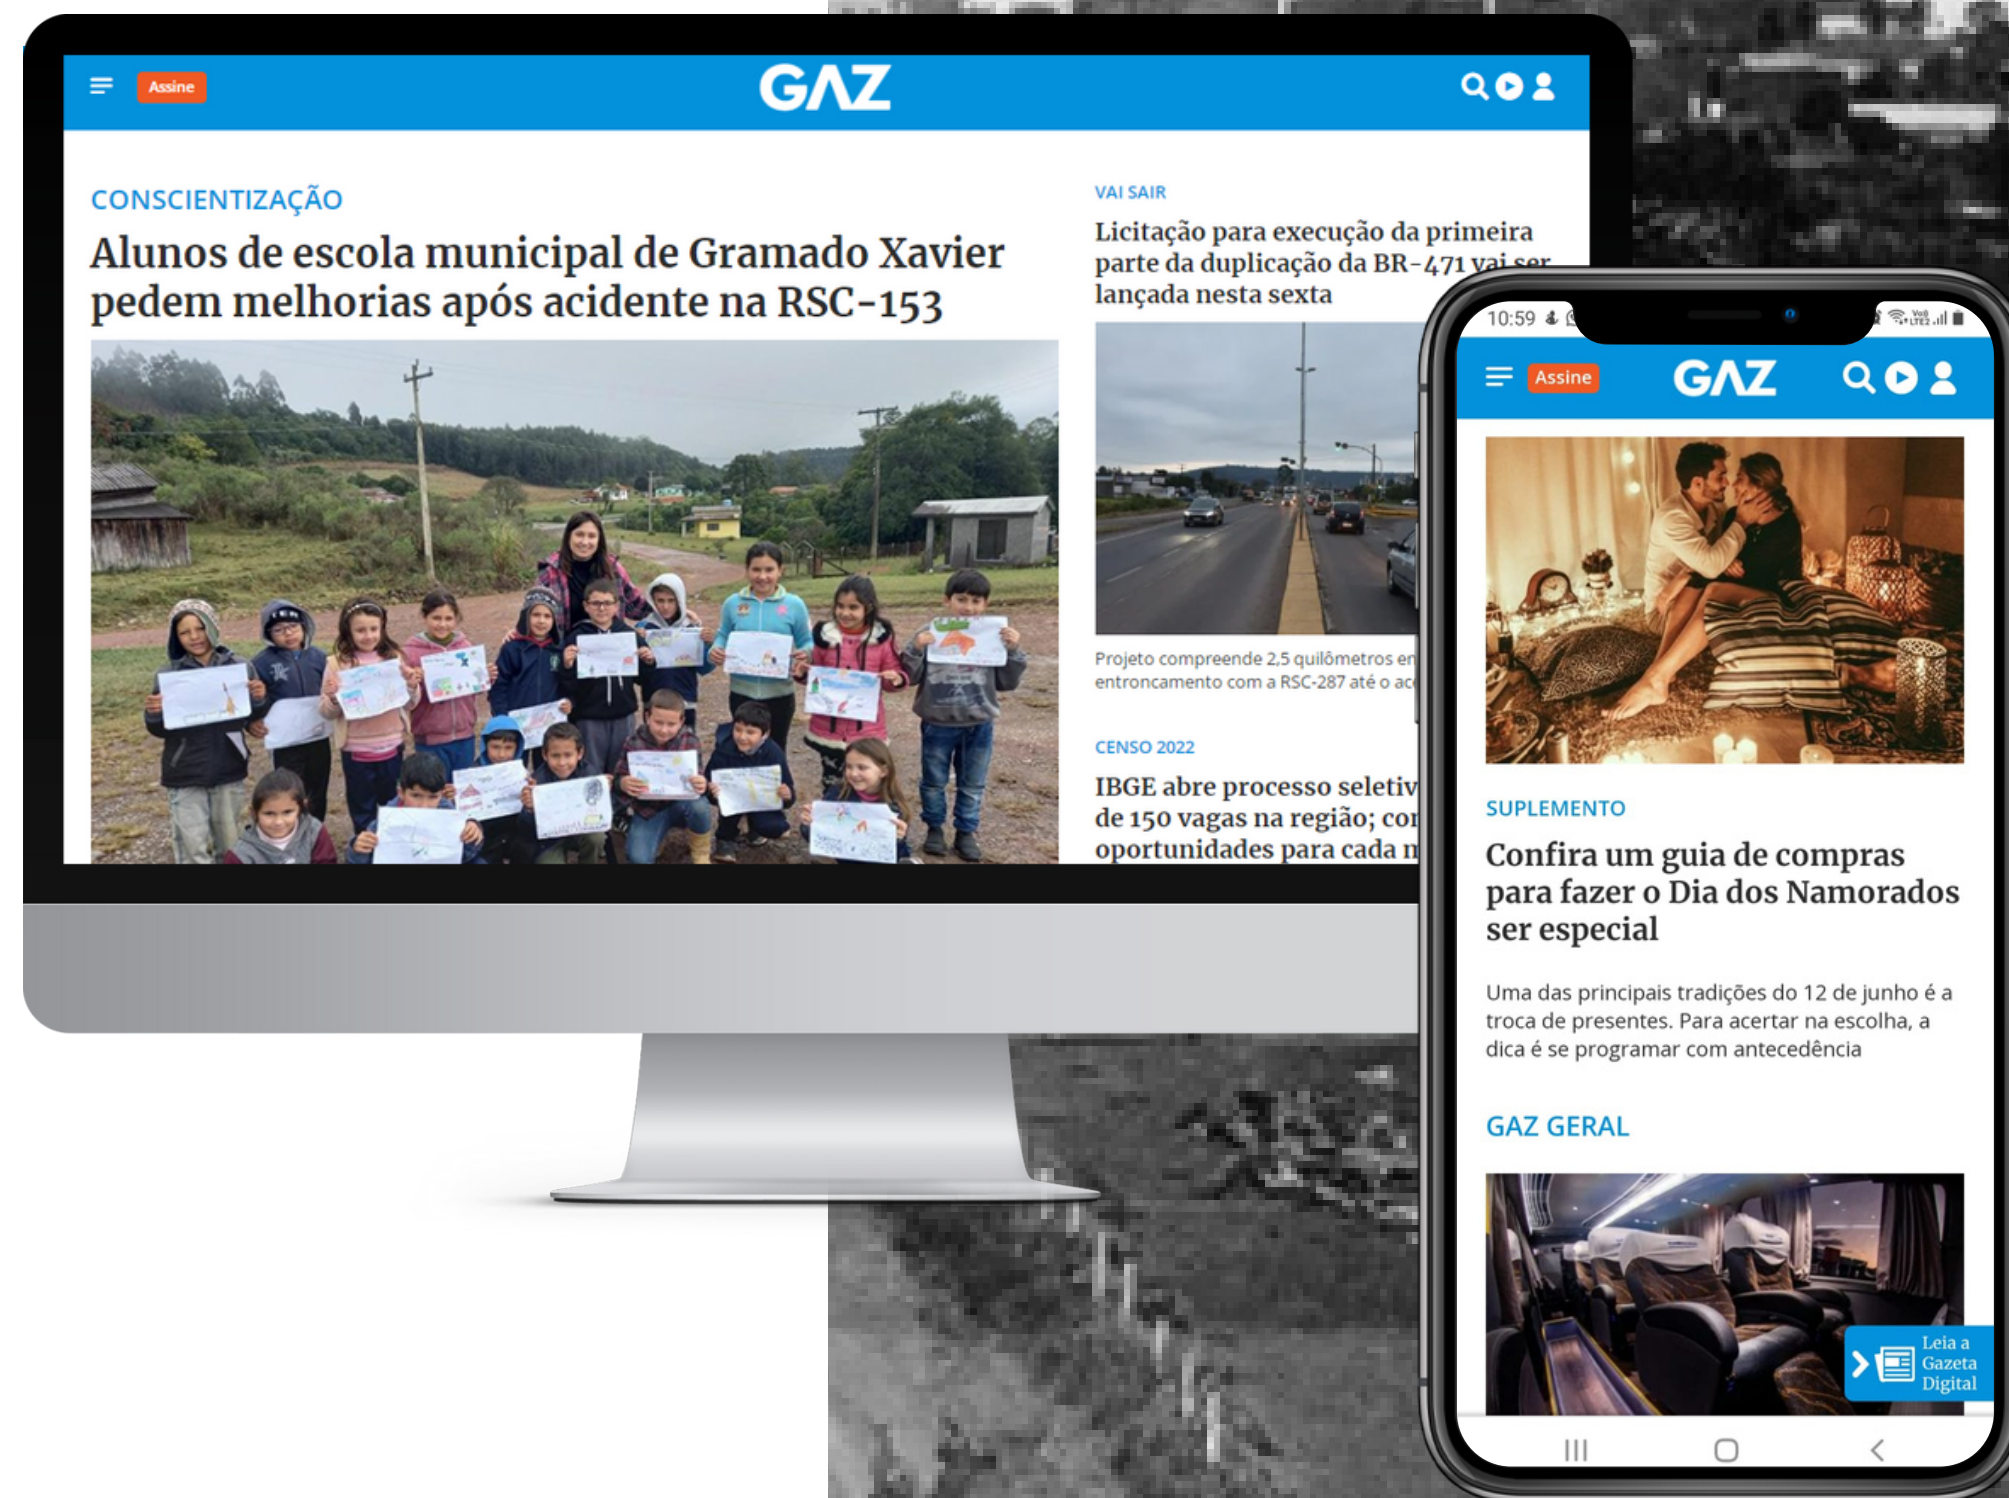 Assine
GAZ
CONSCIENTIZAÇÃO
Alunos de escola municipal de Gramado Xavier
pedem melhorias após acidente na RSC-153
VAI SAIR
Licitação para execução da primeira
parte da duplicação da BR-471 vai ser
lançada nesta sexta
Projeto compreende 2,5 quilômetros
entroncamento com a RSC-287 até o
CENSO 2022
IBGE abre processo
de 150 vagas na região;
oportunidades para cada
10:59
LTE2
Assine
GAZ
SUPLEMENTO
Confira um guia de compras
para fazer o Dia dos Namorados
ser especial
Uma das principais tradições do 12 de junho é a
troca de presentes. Para acertar na escolha, a
dica é se programar com antecedência
GAZ GERAL
Leia a
Gazeta
Digital